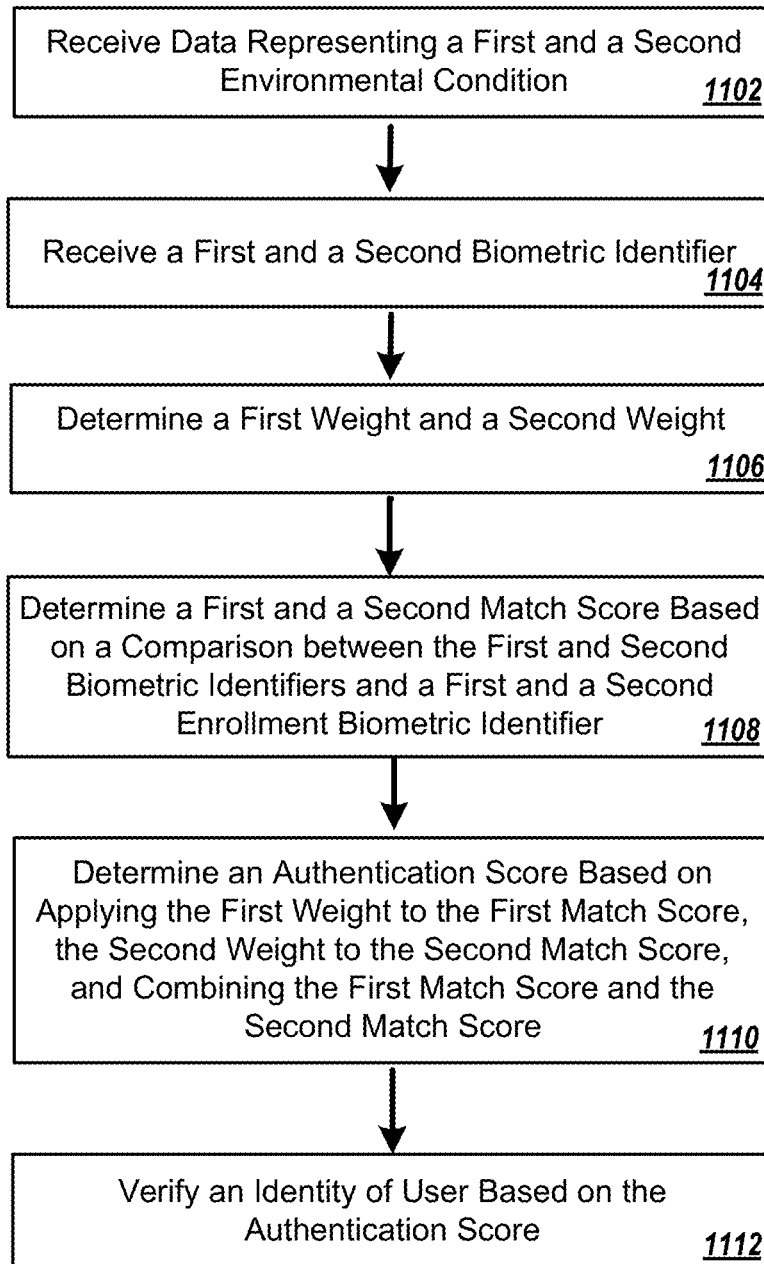 Receive Data Representing a First and a Second
Environmental Condition
1102
Receive a First and a Second Biometric Identifier
1104
Determine a First Weight and a Second Weight
1106
Determine a First and a Second Match Score Based
on a Comparison between the First and Second
Biometric Identifiers and a First and a Second
Enrollment Biometric Identifier
1108
Determine an Authentication Score Based on
Applying the First Weight to the First Match Score,
the Second Weight to the Second Match Score,
and Combining the First Match Score and the
Second Match Score
1110
Verify an Identity of User Based on the
Authentication Score
1112